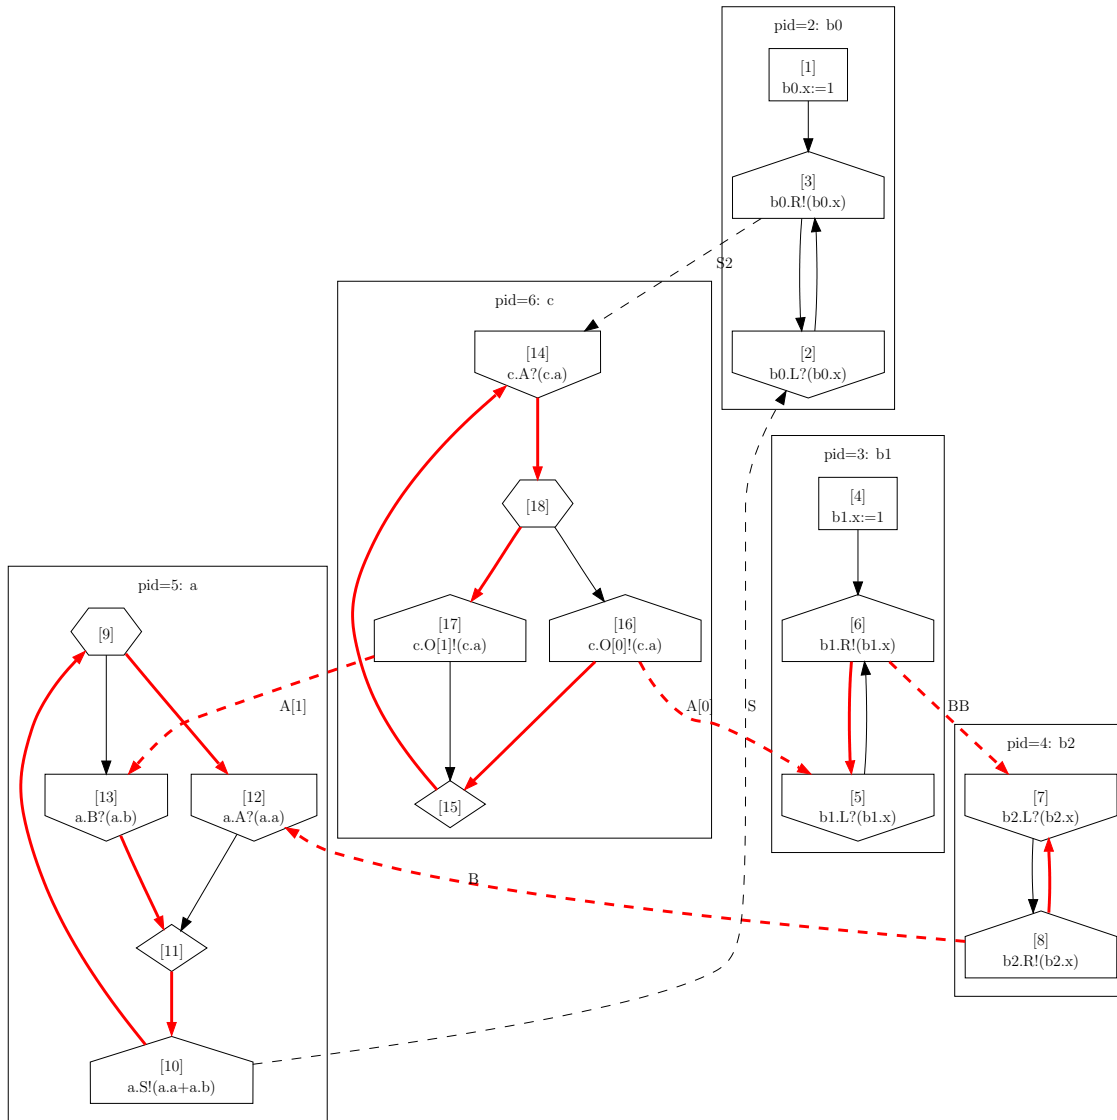 pid=2: b0
[1]
b0.x:=1
[3]
b0.R!(b0.x)
S2
[2]
b0.L?(b0.x)
pid=6: c
[14]
c.A?(c.a)
[18]
[17]
c.O[1]!(c.a)
[16]
c.O[0]!(c.a)
[15]
pid=3: b1
[4]
b1.x:=1
[6]
b1.R!(b1.x)
[5]
b1.L?(b1.x)
A[1]
A[0]
S
BB
pid=4: b2
[7]
b2.L?(b2.x)
[8]
b2.R!(b2.x)
pid=5: a
[9]
[13]
a.B?(a.b)
[12]
a.A?(a.a)
B
[11]
[10]
a.S!(a.a+a.b)